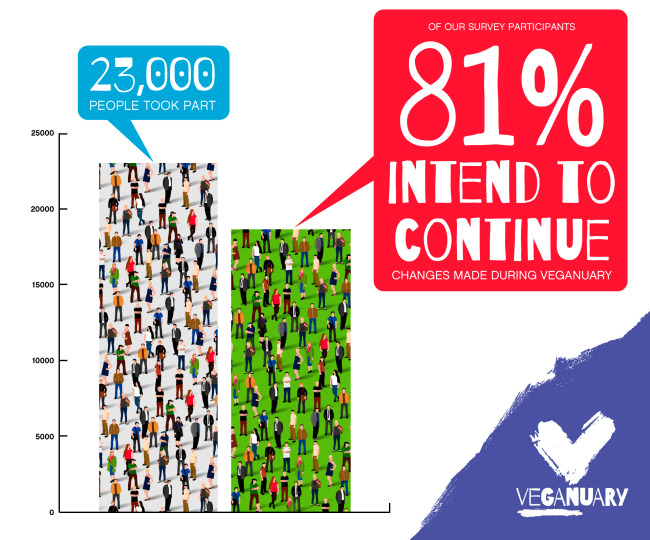 OF OUR SURVEY PARTICIPANTS
81%
INTEND TO
CONTINUE
CHANGES MADE DURING VEGANUARY
23,000
PEOPLE TOOK PART
25000
20000
15000
10000
5000
0
VEGANUARY